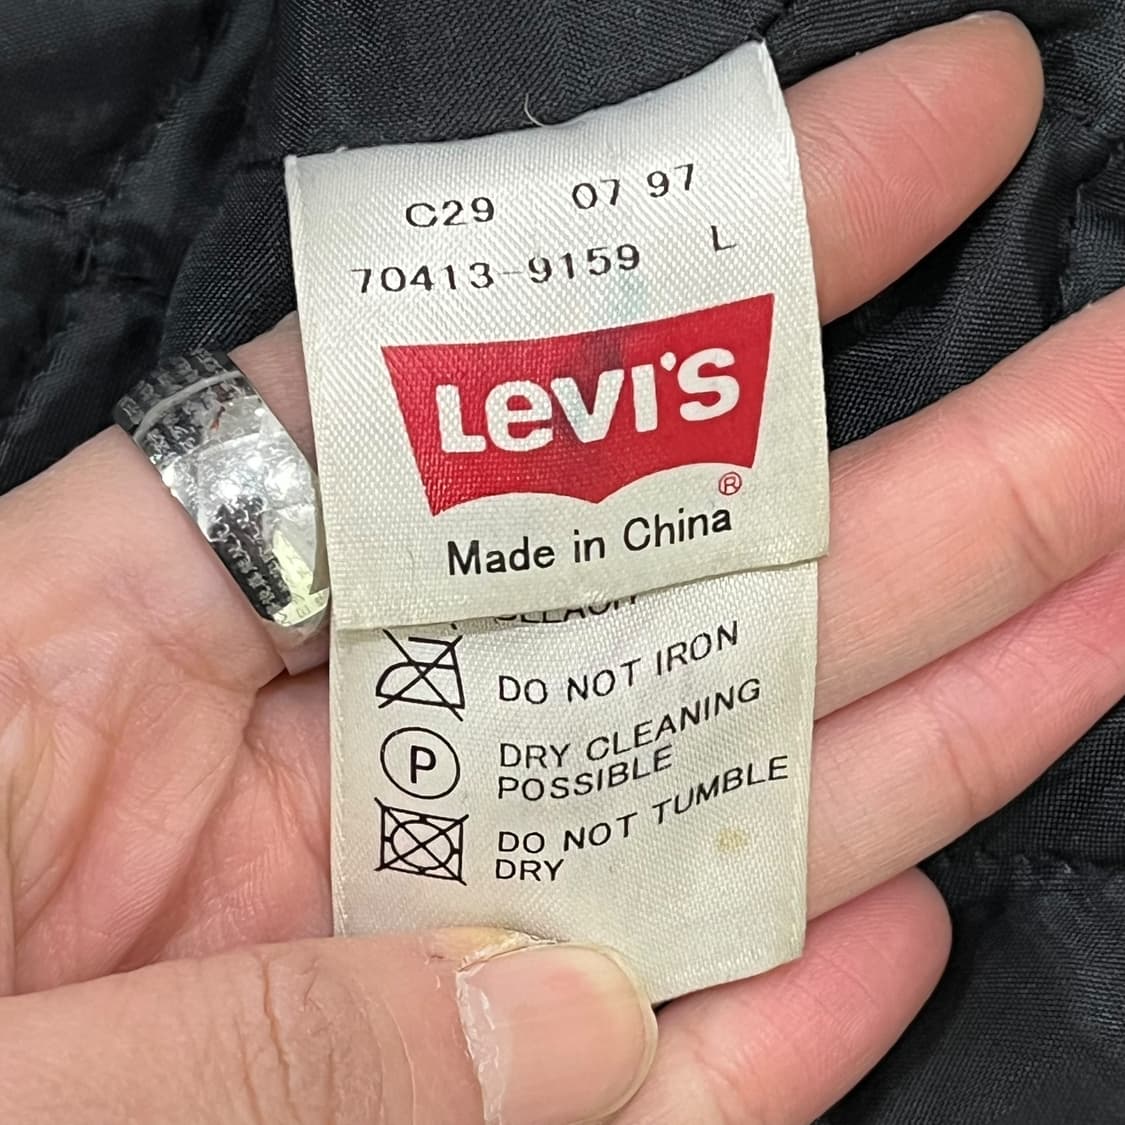 C29 07 97
70413-9159 L
LeVI'S
®
Made in China
DO NOT IRON
P
DRY CLEANING
POSSIBLE
DO NOT TUMBLE
DRY